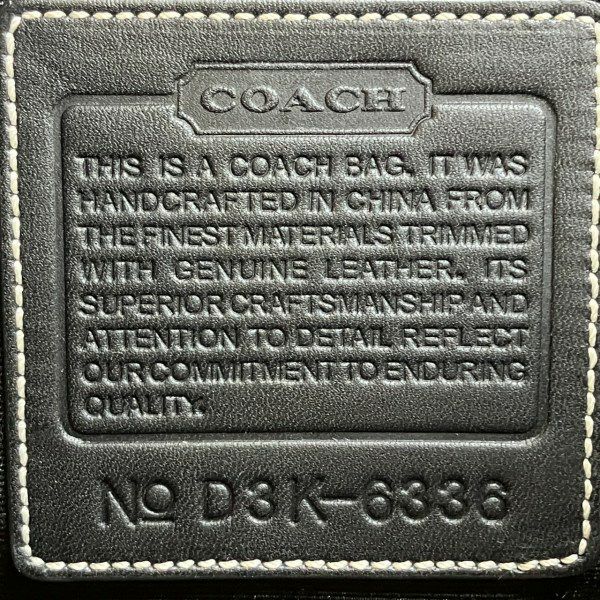 COACH
THIS IS A COACH BAG. IT WAS
HANDCRAFTED IN CHINA FROM
THE FINEST MATERIALS TRIMMED
WITH GENUINE LEATHER. ITS
SUPERIOR CRAFTSMANSHIP AND
ATTENTION TO DETAIL REFLECT
OUR COMMITMENT TO ENDURING
QUALITY.
No D3K-6336